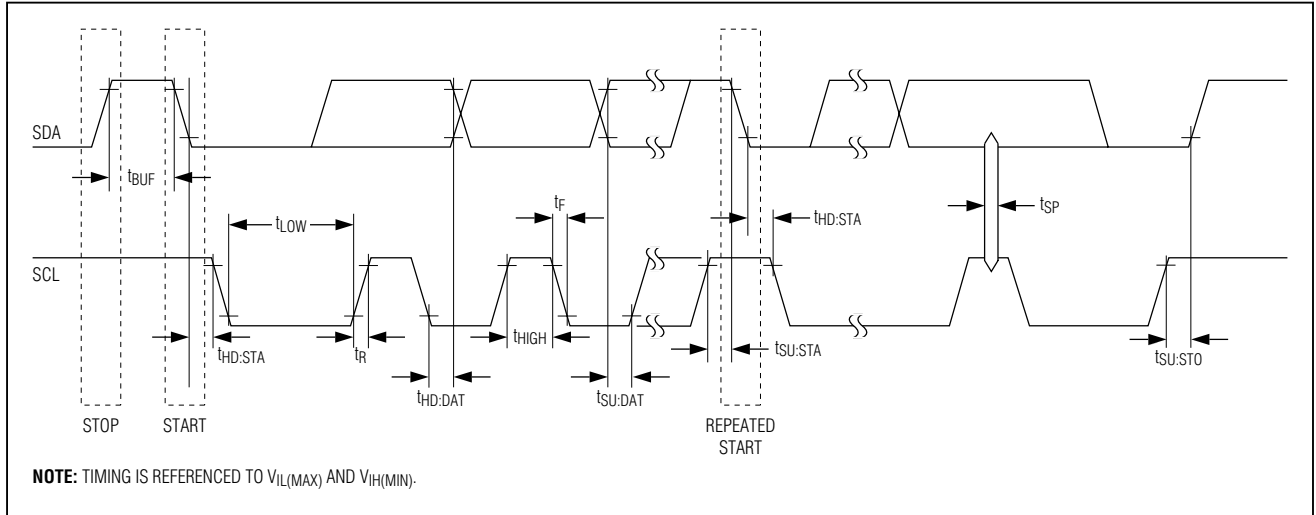 SDA
tBUF
tLOW
tF
tHD:STA
tSP
SCL
tHD:STA
tR
tHIGH
tSU:STA
tSU:STO
tHD:DAT
tSU:DAT
STOP
START
REPEATED
START
NOTE: TIMING IS REFERENCED TO VIL(MAX) AND VIH(MIN).